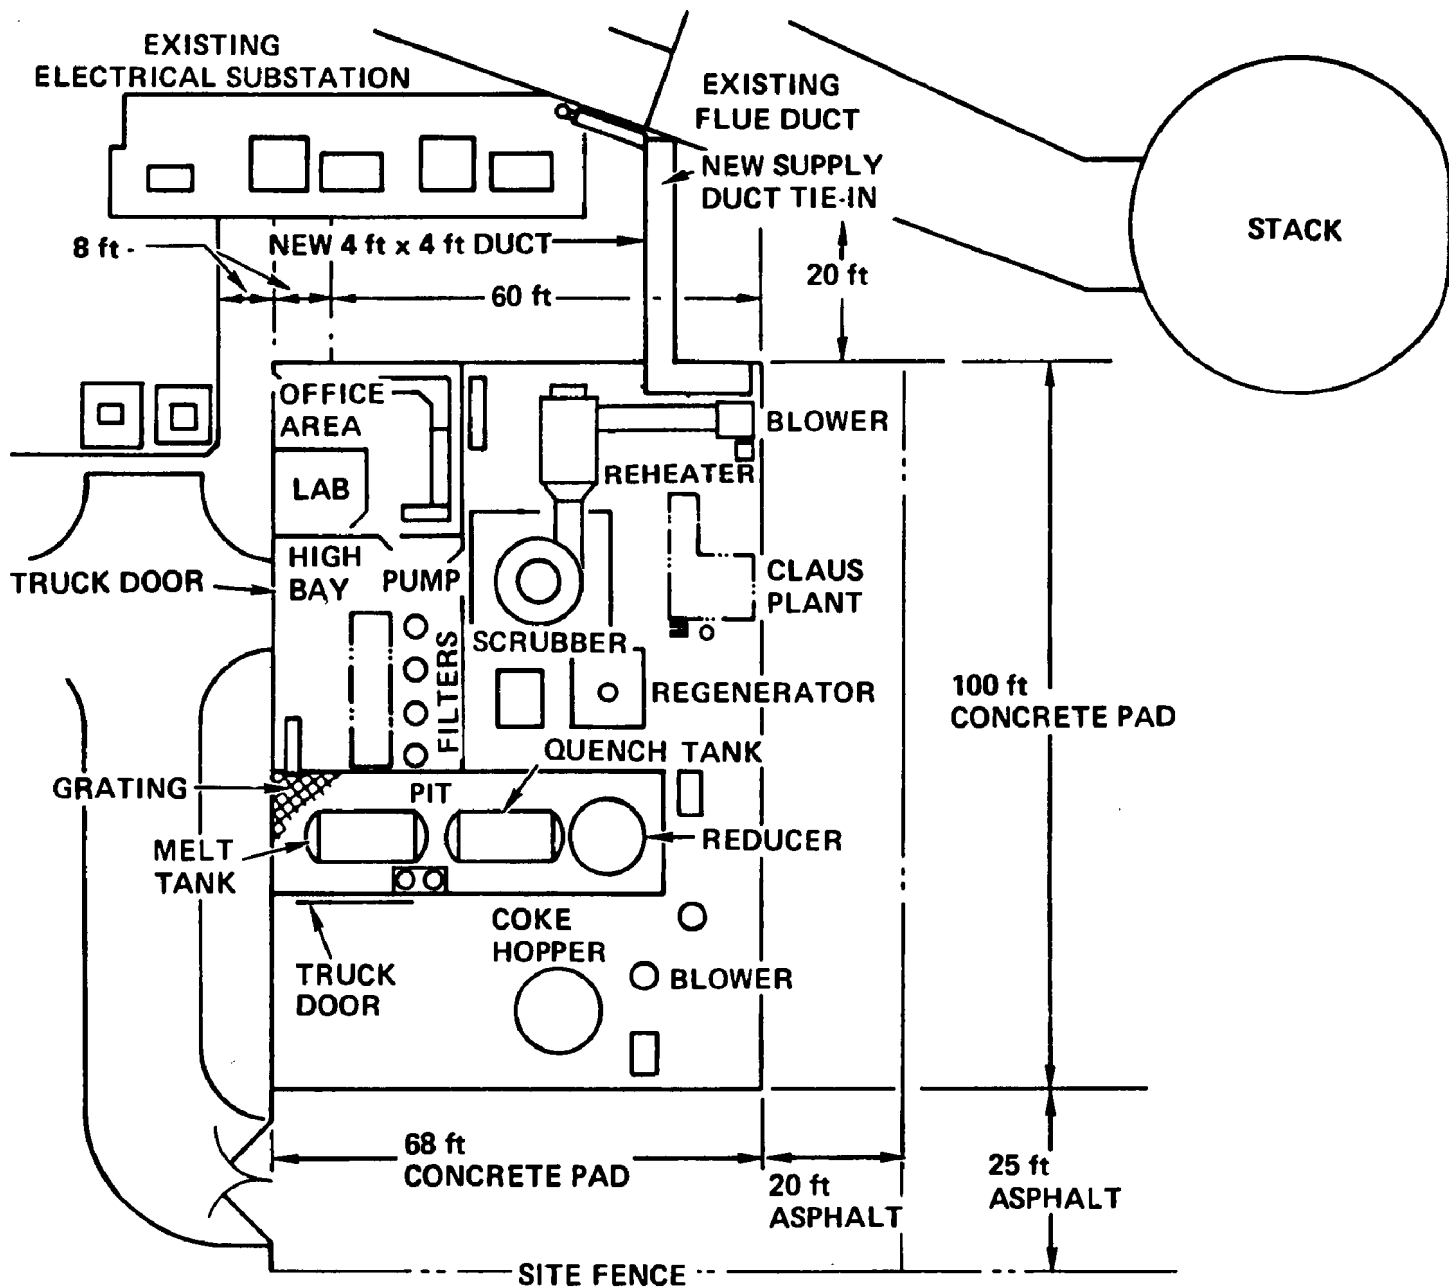 EXISTING
ELECTRICAL SUBSTATION
EXISTING
FLUE DUCT
NEW SUPPLY
DUCT TIE-IN
STACK
8 ft
NEW 4 ft x 4 ft DUCT
20 ft
60 ft
OFFICE
AREA
BLOWER
REHEATER
LAB
HIGH
BAY
PUMP
TRUCK DOOR
CLAUS
PLANT
SCRUBBER
FILTERS
REGENERATOR
100 ft
CONCRETE PAD
QUENCH TANK
GRATING
PIT
REDUCER
MELT
TANK
COKE
HOPPER
TRUCK
DOOR
BLOWER
68 ft
CONCRETE PAD
20 ft
ASPHALT
25 ft
ASPHALT
SITE FENCE